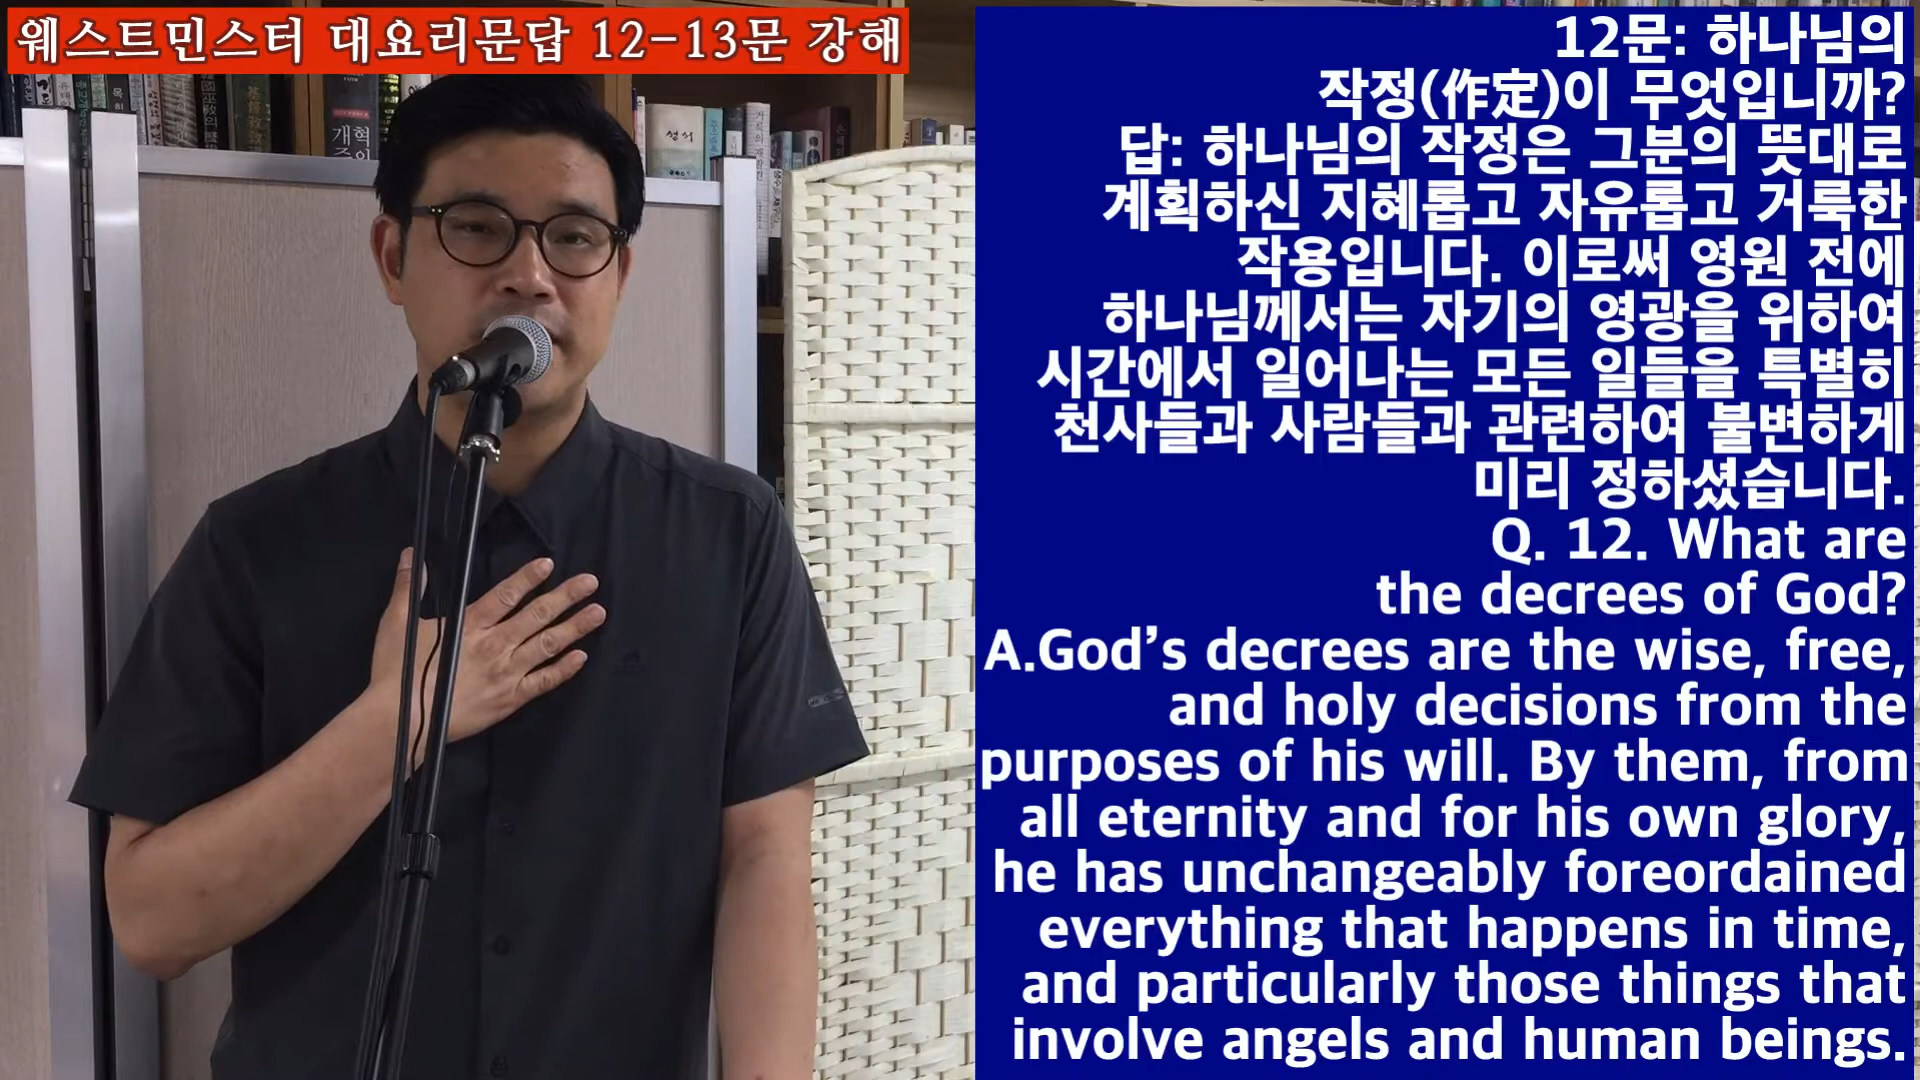 웨스트민스터 대요리문답 12-13문 강해
개혁
성서
12문: 하나님의
작정(作定)이 무엇입니까?
답: 하나님의 작정은 그분의 뜻대로
계획하신 지혜롭고 자유롭고 거룩한
작용입니다. 이로써 영원 전에
하나님께서는 자기의 영광을 위하여
시간에서 일어나는 모든 일들을 특별히
천사들과 사람들과 관련하여 불변하게
미리 정하셨습니다.
Q. 12. What are
the decrees of God?
A.God’s decrees are the wise, free,
and holy decisions from the
purposes of his will. By them, from
all eternity and for his own glory,
he has unchangeably foreordained
everything that happens in time,
and particularly those things that
involve angels and human beings.